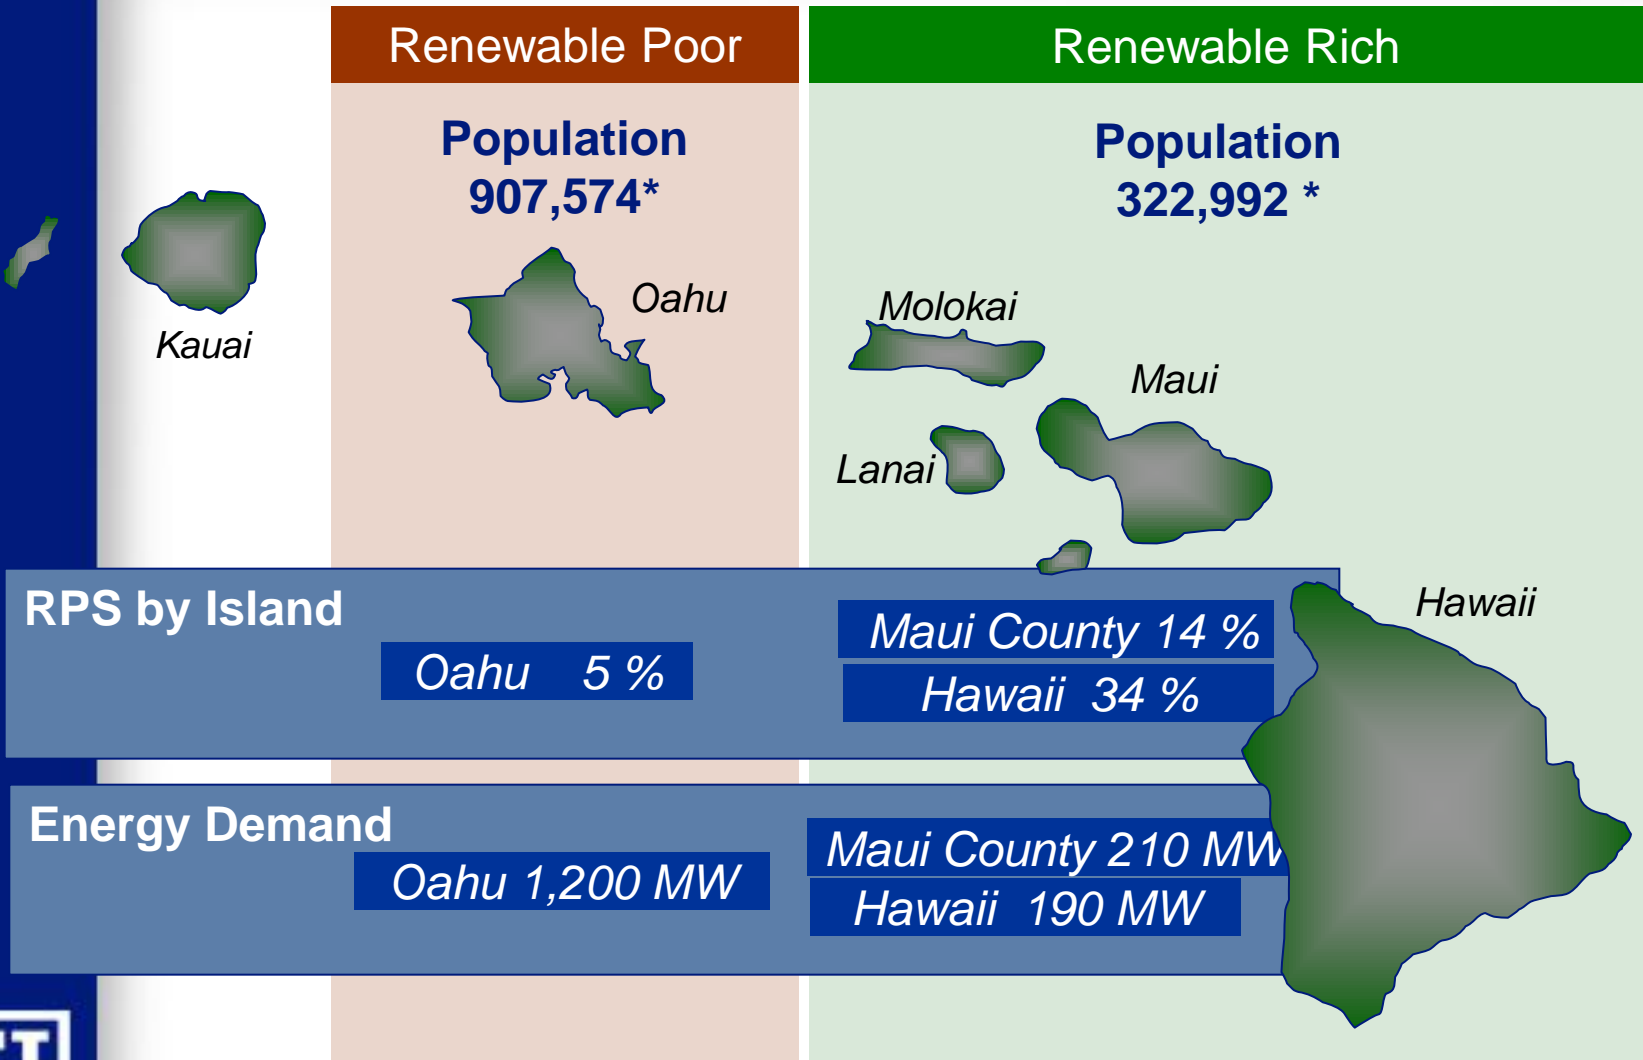 Renewable Poor
Renewable Rich
Population
907,574*
Population
322,992 *
Kauai
Oahu
Molokai
Maui
Lanai
Hawaii
RPS by Island
Oahu 5 %
Maui County 14 %
Hawaii 34 %
Energy Demand
Oahu 1,200 MW
Maui County 210 MW
Hawaii 190 MW